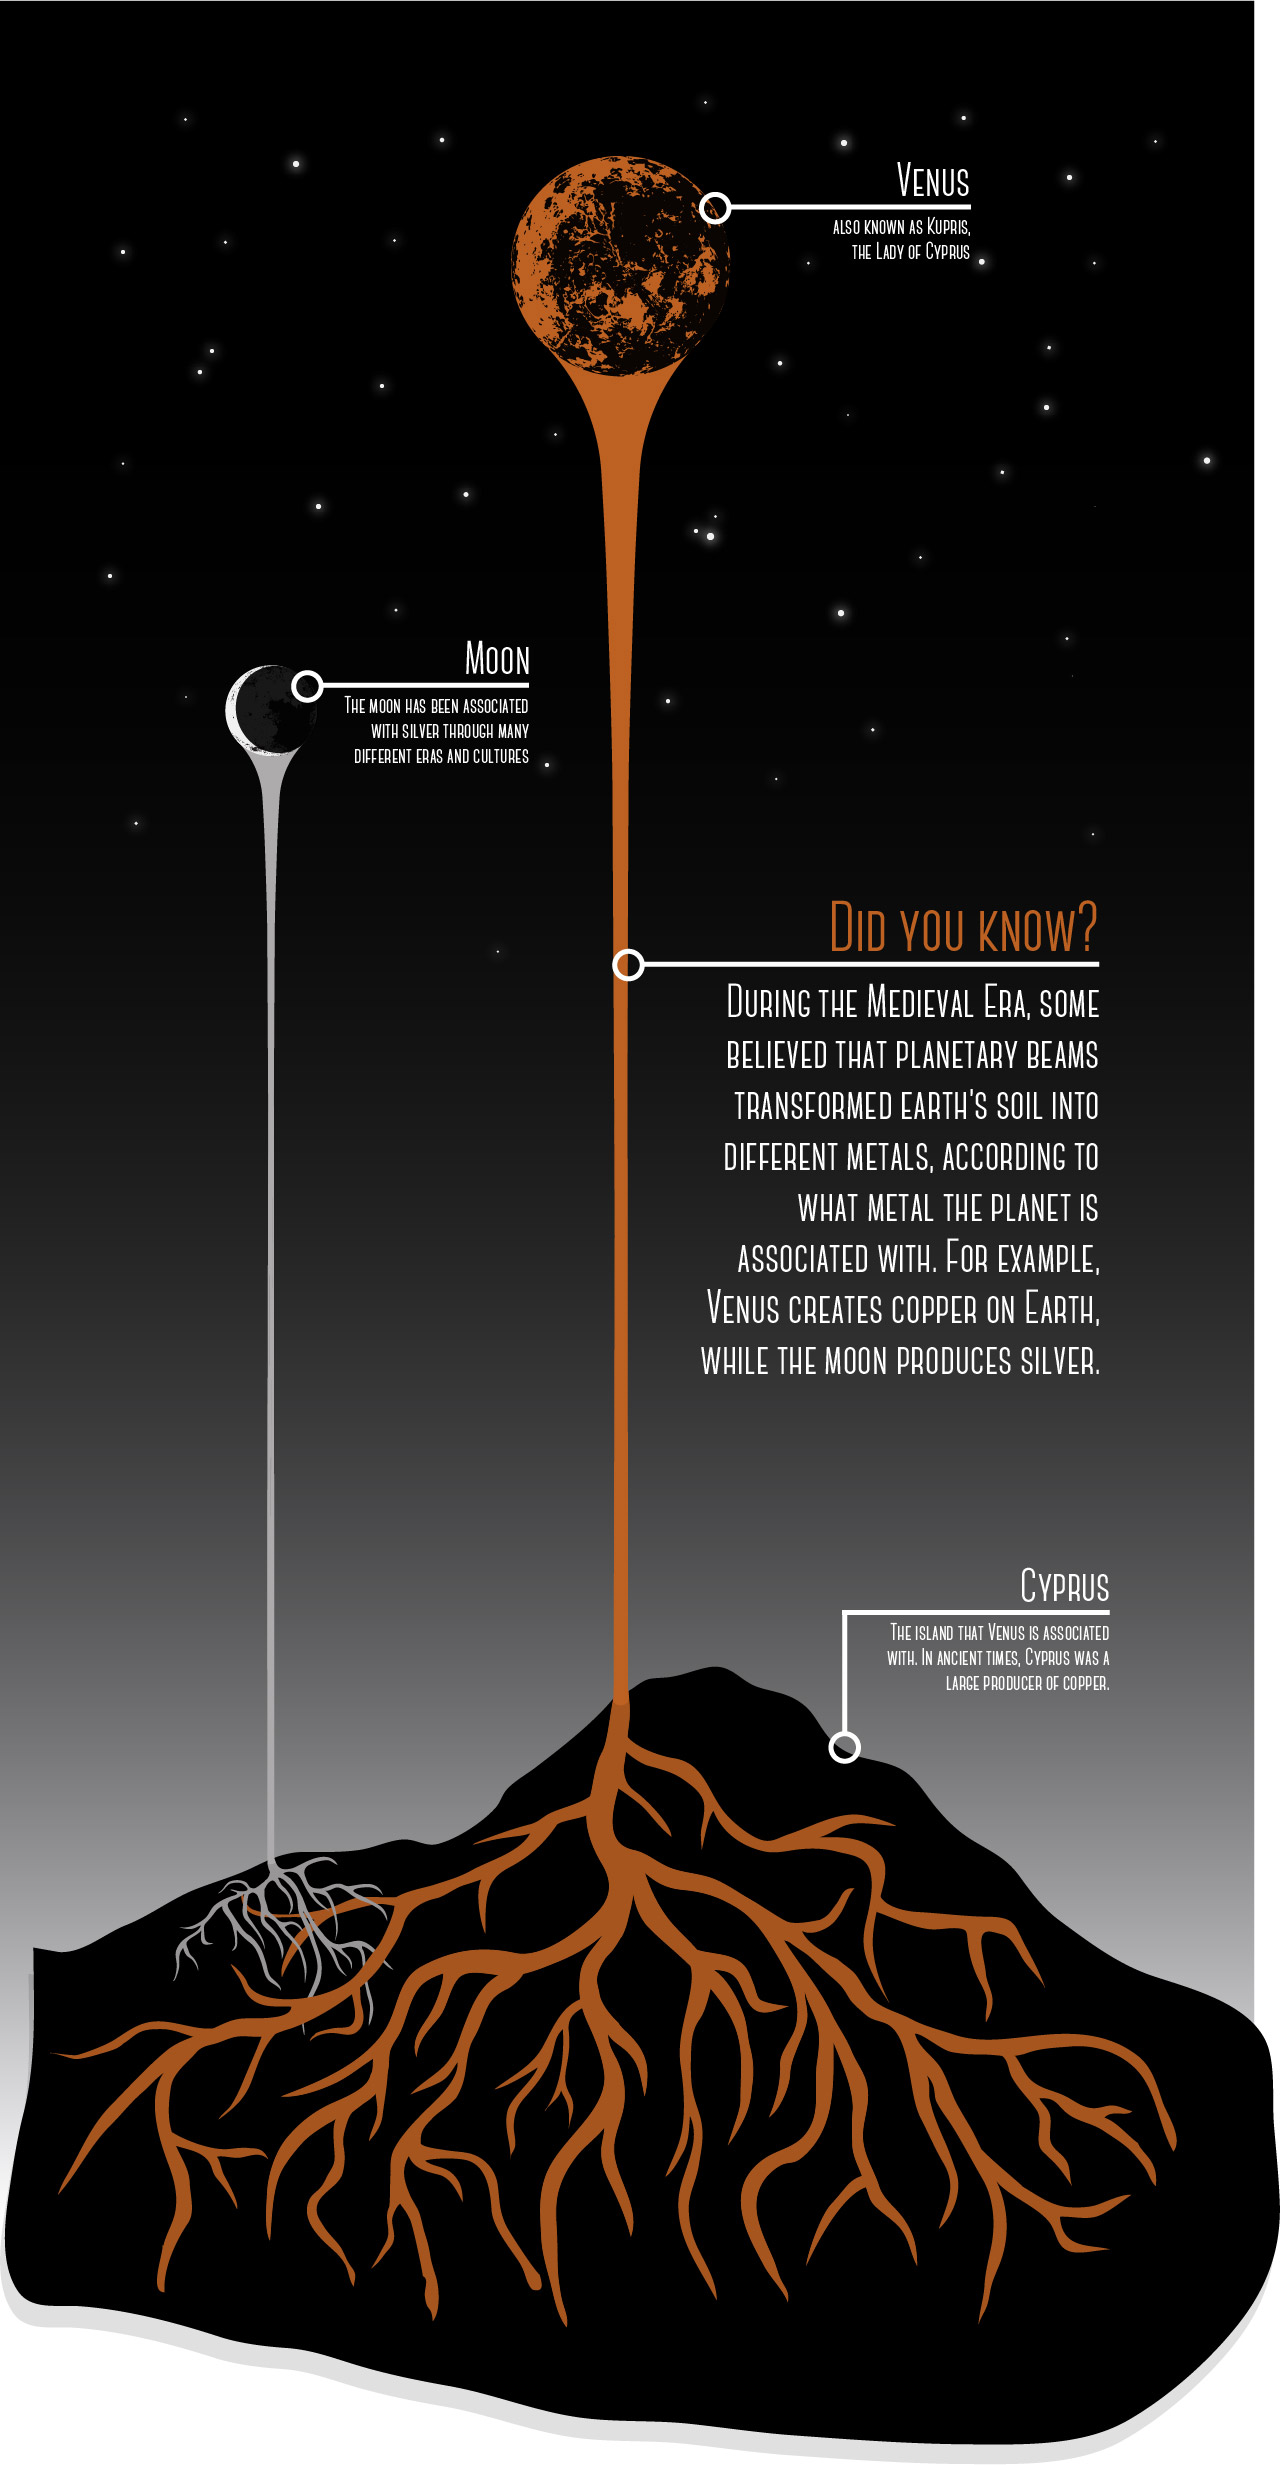 Venus
also known as Kupris,
the Lady of Cyprus
Moon
The moon has been associated
with silver through many
different eras and cultures
Did you know?
During the Medieval Era, some
believed that planetary beams
transformed earth's soil into
different metals, according to
what metal the planet is
associated with. For example,
Venus creates copper on Earth,
while the moon produces silver.
Cyprus
The island that Venus is associated
with. In ancient times, Cyprus was a
large producer of copper.